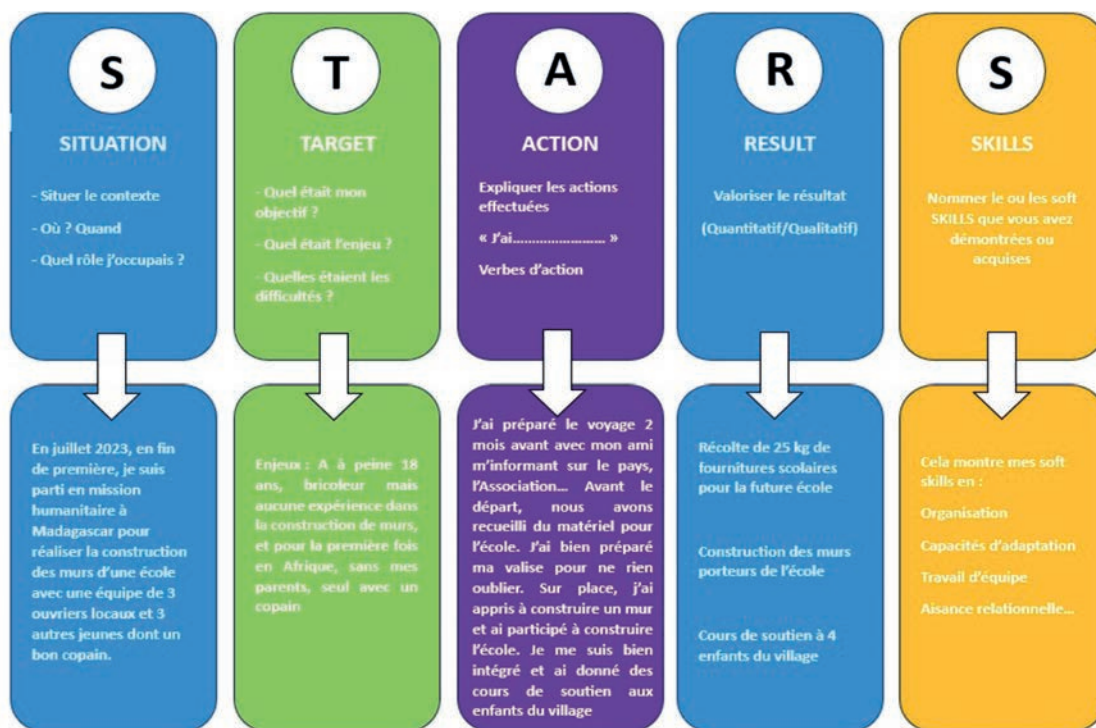 S
SITUATION
- Situer le contexte
- Où ? Quand
- Quel rôle j'occupais ?
T
TARGET
- Quel était mon
objectif ?
- Quel était l'enjeu ?
- Quelles étaient les
difficultés ?
A
ACTION
Expliquer les actions
effectuées
« J'ai........................ »
Verbes d'action
R
RESULT
Valoriser le résultat
(Quantitatif/Qualitatif)
S
SKILLS
Nommer le ou les soft
SKILLS que vous avez
démontrées ou
acquises
En juillet 2023, en fin
de première, je suis
parti en mission
humanitaire à
Madagascar pour
réaliser la construction
des murs d'une école
avec une équipe de 3
ouvriers locaux et 3
autres jeunes dont un
bon copain.
Enjeux : A à peine 18
ans, bricoleur mais
aucune expérience dans
la construction de murs,
et pour la première fois
en Afrique, sans mes
parents, seul avec un
copain
J'ai préparé le voyage 2
mois avant avec mon ami
m'informant sur le pays,
l'Association... Avant le
départ, nous avons
recueilli du matériel pour
l'école. J'ai bien préparé
ma valise pour ne rien
oublier. Sur place, j'ai
appris à construire un mur
et ai participé à construire
l'école. Je me suis bien
intégré et ai donné des
cours de soutien aux
enfants du village
Récolte de 25 kg de
fournitures scolaires
pour la future école
Construction des murs
porteurs de l'école
Cours de soutien à 4
enfants du village
Cela montre mes soft
skills en :
Organisation
Capacités d'adaptation
Travail d'équipe
Aisance relationnelle...